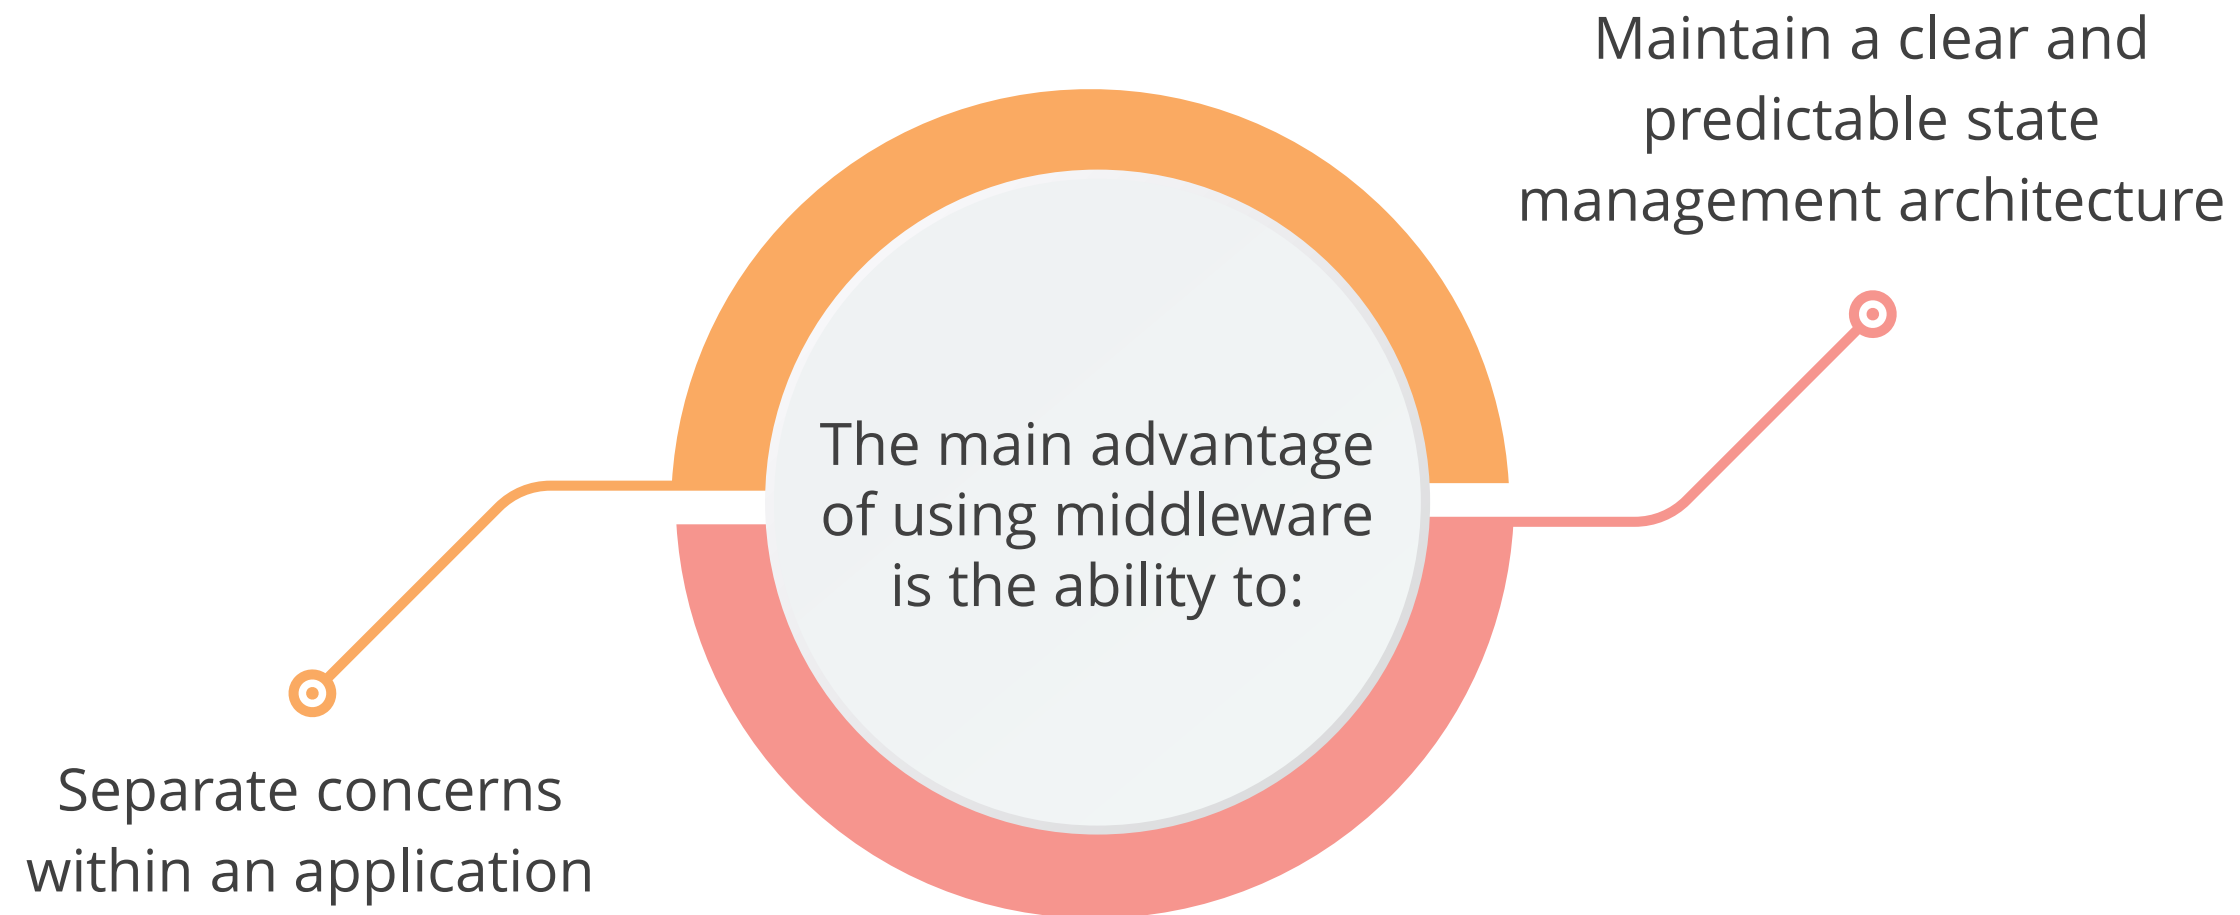 Maintain a clear and
predictable state
management architecture
The main advantage
of using middleware
is the ability to:
Separate concerns
within an application